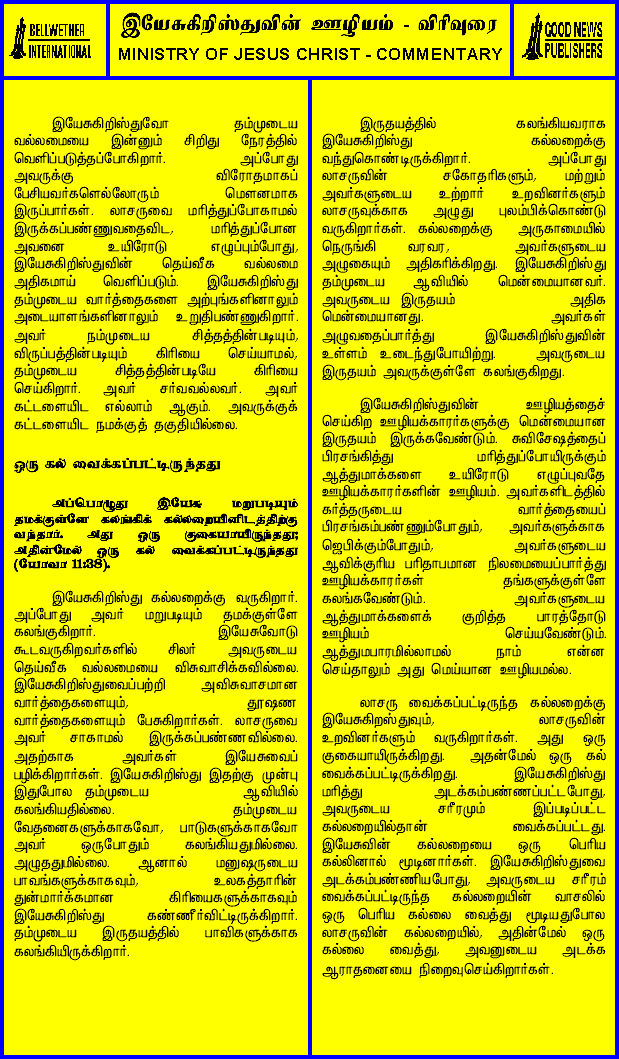 BELLWETHER
INTERNATIONAL
இயேசுகிறிஸ்துவின் ஊழியம் - விரிவுரை
MINISTRY OF JESUS CHRIST - COMMENTARY
GOOD NEWS
PUBLISHERS
இயேசுகிறிஸ்துவோ தம்முடைய
வல்லமையை இன்னும் சிறிது நேரத்தில்
வெளிப்படுத்தப்போகிறார். அப்போது
அவருக்கு விரோதமாகப்
பேசியவர்களெல்லோரும் மௌனமாக
இருப்பார்கள். லாசருவை மரித்துப்போகாமல்
இருக்கப்பண்ணுவதைவிட, மரித்துப்போன
அவனை உயிரோடு எழுப்பும்போது,
இயேசுகிறிஸ்துவின் தெய்வீக வல்லமை
அதிகமாய் வெளிப்படும். இயேசுகிறிஸ்து
தம்முடைய வார்த்தைகளை அற்புங்களினாலும்
அடையாளங்களினாலும் உறுதிபண்ணுகிறார்.
அவர் நம்முடைய சித்தத்தின்படியும்,
விருப்பத்தின்படியும் கிரியை செய்யாமல்,
தம்முடைய சித்தத்தின்படியே கிரியை
செய்கிறார். அவர் சர்வவல்லவர். அவர்
கட்டளையிட எல்லாம் ஆகும். அவருக்குக்
கட்டளையிட நமக்குத் தகுதியில்லை.
ஒரு கல் வைக்கப்பட்டிருந்தது
அப்பொழுது இயேசு மறுபடியும்
தமக்குள்ளே கலங்கிக் கல்லறையினிடத்திற்கு
வந்தார். அது ஒரு குகையாயிருந்தது;
அதின்மேல் ஒரு கல் வைக்கப்பட்டிருந்தது
(யோவா 11:38).
இயேசுகிறிஸ்து கல்லறைக்கு வருகிறார்.
அப்போது அவர் மறுபடியும் தமக்குள்ளே
கலங்குகிறார். இயேசுவோடு
கூடவருகிறவர்களில் சிலர் அவருடைய
தெய்வீக வல்லமையை விசுவாசிக்கவில்லை.
இயேசுகிறிஸ்துவைப்பற்றி அவிசுவாசமான
வார்த்தைகளையும், தூஷண
வார்த்தைகளையும் பேசுகிறார்கள். லாசருவை
அவர் சாகாமல் இருக்கப்பண்ணவில்லை.
அதற்காக அவர்கள் இயேசுவைப்
பழிக்கிறார்கள். இயேசுகிறிஸ்து இதற்கு முன்பு
இதுபோல தம்முடைய ஆவியில்
கலங்கியதில்லை. தம்முடைய
வேதனைகளுக்காகவோ, பாடுகளுக்காகவோ
அவர் ஒருபோதும் கலங்கியதுமில்லை.
அழுததுமில்லை. ஆனால் மனுஷருடைய
பாவங்களுக்காகவும், உலகத்தாரின்
துன்மார்க்கமான கிரியைகளுக்காகவும்
இயேசுகிறிஸ்து கண்ணீர்விட்டிருக்கிறார்.
தம்முடைய இருதயத்தில் பாவிகளுக்காக
கலங்கியிருக்கிறார்.
இருதயத்தில் கலங்கியவராக
இயேசுகிறிஸ்து கல்லறைக்கு
வந்துகொண்டிருக்கிறார். அப்போது
லாசருவின் சகோதரிகளும், மற்றும்
அவர்களுடைய உற்றார் உறவினர்களும்
லாசருவுக்காக அழுது புலம்பிக்கொண்டு
வருகிறார்கள். கல்லறைக்கு அருகாமையில்
நெருங்கி வரவர, அவர்களுடைய
அழுகையும் அதிகரிக்கிறது. இயேசுகிறிஸ்து
தம்முடைய ஆவியில் மென்மையானவர்.
அவருடைய இருதயம் அதிக
மென்மையானது. அவர்கள்
அழுவதைப்பார்த்து இயேசுகிறிஸ்துவின்
உள்ளம் உடைந்துபோயிற்று. அவருடைய
இருதயம் அவருக்குள்ளே கலங்குகிறது.
இயேசுகிறிஸ்துவின் ஊழியத்தைச்
செய்கிற ஊழியக்காரர்களுக்கு மென்மையான
இருதயம் இருக்கவேண்டும். சுவிசேஷத்தைப்
பிரசங்கித்து மரித்துப்போயிருக்கும்
ஆத்துமாக்களை உயிரோடு எழுப்புவதே
ஊழியக்காரர்களின் ஊழியம். அவர்களிடத்தில்
கர்த்தருடைய வார்த்தையைப்
பிரசங்கம்பண்ணும்போதும், அவர்களுக்காக
ஜெபிக்கும்போதும், அவர்களுடைய
ஆவிக்குரிய பரிதாபமான நிலமையைப்பார்த்து
ஊழியக்காரர்கள் தங்களுக்குள்ளே
கலங்கவேண்டும். அவர்களுடைய
ஆத்துமாக்களைக் குறித்த பாரத்தோடு
ஊழியம் செய்யவேண்டும்.
ஆத்துமபாரமில்லாமல் நாம் என்ன
செய்தாலும் அது மெய்யான ஊழியமல்ல.
லாசரு வைக்கப்பட்டிருந்த கல்லறைக்கு
இயேசுகிறஸ்துவும், லாசருவின்
உறவினர்களும் வருகிறார்கள். அது ஒரு
குகையாயிருக்கிறது. அதன்மேல் ஒரு கல்
வைக்கப்பட்டிருக்கிறது. இயேசுகிறிஸ்து
மரித்து அடக்கம்பண்ணப்பட்டபோது,
அவருடைய சரீரமும் இப்படிப்பட்ட
கல்லறையில்தான் வைக்கப்பட்டது.
இயேசுவின் கல்லறையை ஒரு பெரிய
கல்லினால் மூடினார்கள். இயேசுகிறிஸ்துவை
அடக்கம்பண்ணியபோது, அவருடைய சரீரம்
வைக்கப்பட்டிருந்த கல்லறையின் வாசலில்
ஒரு பெரிய கல்லை வைத்து மூடியதுபோல
லாசருவின் கல்லறையில், அதின்மேல் ஒரு
கல்லை வைத்து, அவனுடைய அடக்க
ஆராதனையை நிறைவுசெய்கிறார்கள்.